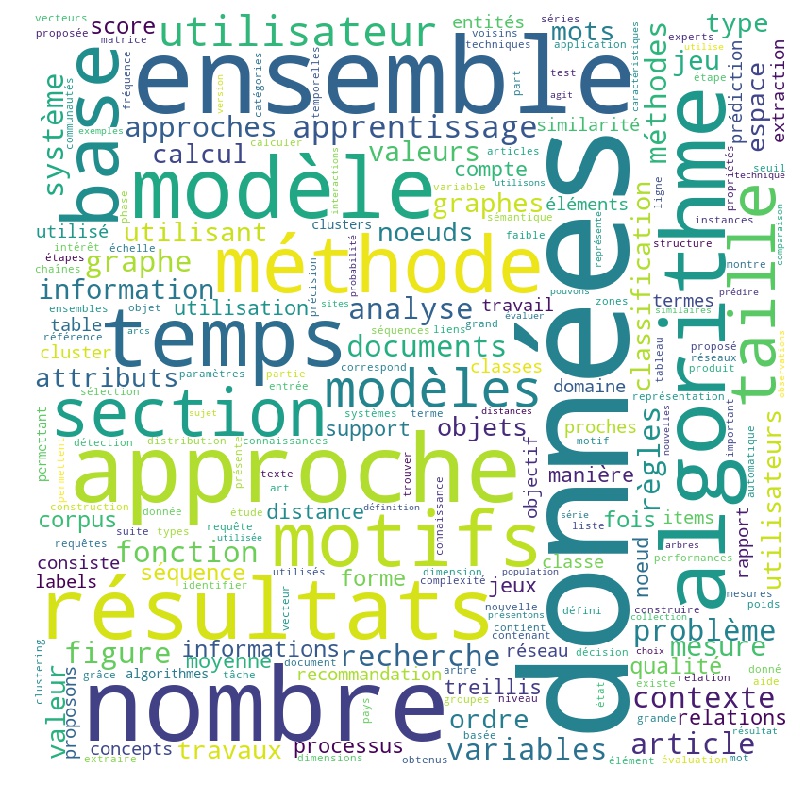 vecteurs
proposée
score
matrice
utilisateur
entités
voisins
techniques
séries
mots
application
type
experts
utilise
étape
jeu
système
communautés
base
exemples
fréquence
version
catégories
temporelles
ensemble
part
test
agit
caractéristiques
méthodes
prédiction
espace
extraction
approches apprentissage
similarité
calcul
calculer
valeurs
articles
compte
utilisons
modèle
interactions
variable
graphes
éléments
sémantique
propriétés
seuil
technique
ligne
instances
phase
utilisé
utilisant
clusters
noeuds
faible
représente
données
algorithme
taille
classification
structure
montre
comparaison
intérêt
échelle
étapes
chaînes
graphe
méthode
probabilité
précision
information
utilisation
sites
analyse
travail
pouvons
zones
termes
prédire
similaires
ensembles
objet
table
arcs
référence
temps
évaluer
séquences
liens
grand
documents
tableau
proposé
réseaux
produit
observations
cluster
correspond
classes
attributs
paramètres
partie
entrée
modèles
domaine
représentation
sélection
section
sujet
systèmes
terme
distances
support
objets
proches
motif
règles
nouvelles
important
automatique
permettant
permettent
détection
distribution
connaissances
approche
présente
texte
art
trouver
connaissance
objectif
manière
construction
donnée
étude
définition
corpus
requête
distance
série
liste
fois
items
utilisateurs
suite
types
utilisée
requêtes
fonction
motifs
noeud
arbres
performances
rapport
consiste
labels
séquence
identifier
utilisés
forme
dimension
population
complexité
classe
jeux
mesures
poids
résultats
vecteur
nouvelle
présentons
contient
contenant
défini
construire
collection
problème
décision
clustering
figure
informations
moyenne
document
recherche
arbre
réseau
choix
mesure
relation
qualité
donné
aide
existe
grâce
algorithmes
tâche
recommandation
groupes
niveau
treillis
état
contexte
valeur
proposons
nombre
pays
ordre
basée
grande
relations
résultat
concepts
travaux
processus
variables
article
extraire
dimensions
obtenus
élément
évaluation
mot